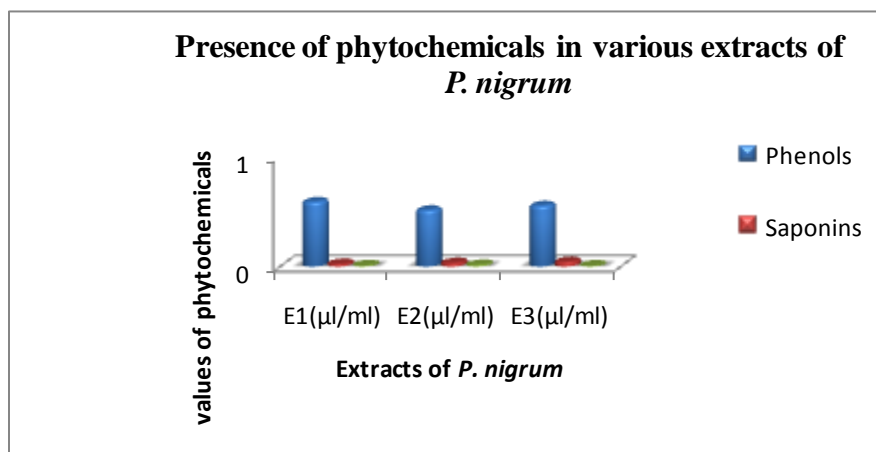 Presence of phytochemicals in various extracts of
P. nigrum
values of phytochemicals
1
0
E1(µl/ml) E2(µl/ml) E3(µl/ml)
Extracts of P. nigrum
Phenols
Saponins